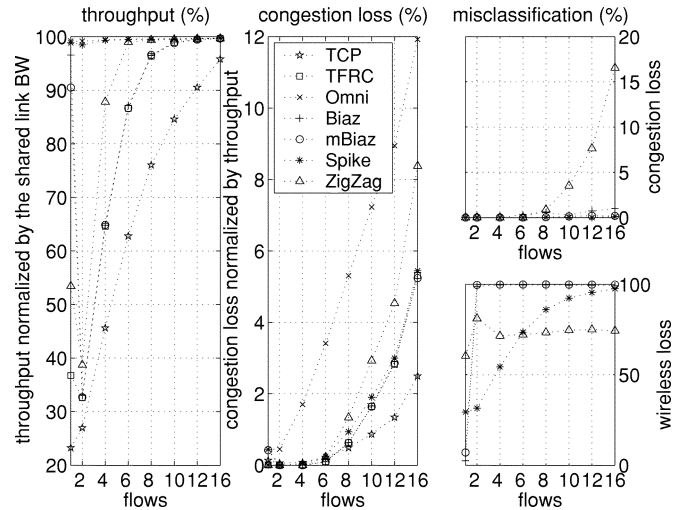 throughput (%)
congestion loss (%)
misclassification (%)
throughput normalized by the shared link BW
100
90
80
70
60
50
40
30
20
2 4 6 8 10 12 16
flows
congestion loss normalized by throughput
12
10
8
6
4
2
0
TCP
TFRC
Omni
Biaz
mBiaz
Spike
ZigZag
2 4 6 8 10 12 16
flows
20
15
10
5
0
congestion loss
2 4 6 8 10 12 16
flows
100
50
0
wireless loss
2 4 6 8 10 12 16
flows